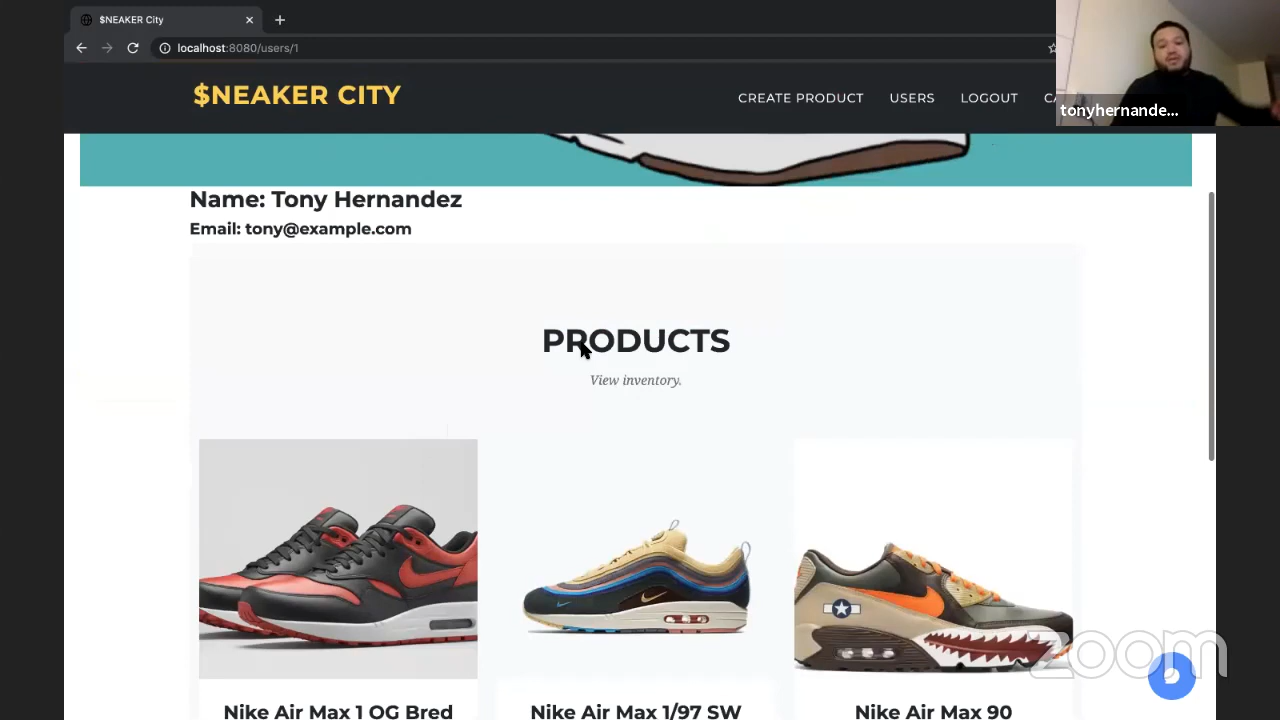 $NEAKER City
localhost:8080/users/1
$NEAKER CITY
CREATE PRODUCT
USERS
LOGOUT
tonyhernande...
Name: Tony Hernandez
Email: tony@example.com
PRODUCTS
View inventory.
zoom
Nike Air Max 1 OG Bred
Nike Air Max 1/97 SW
Nike Air Max 90